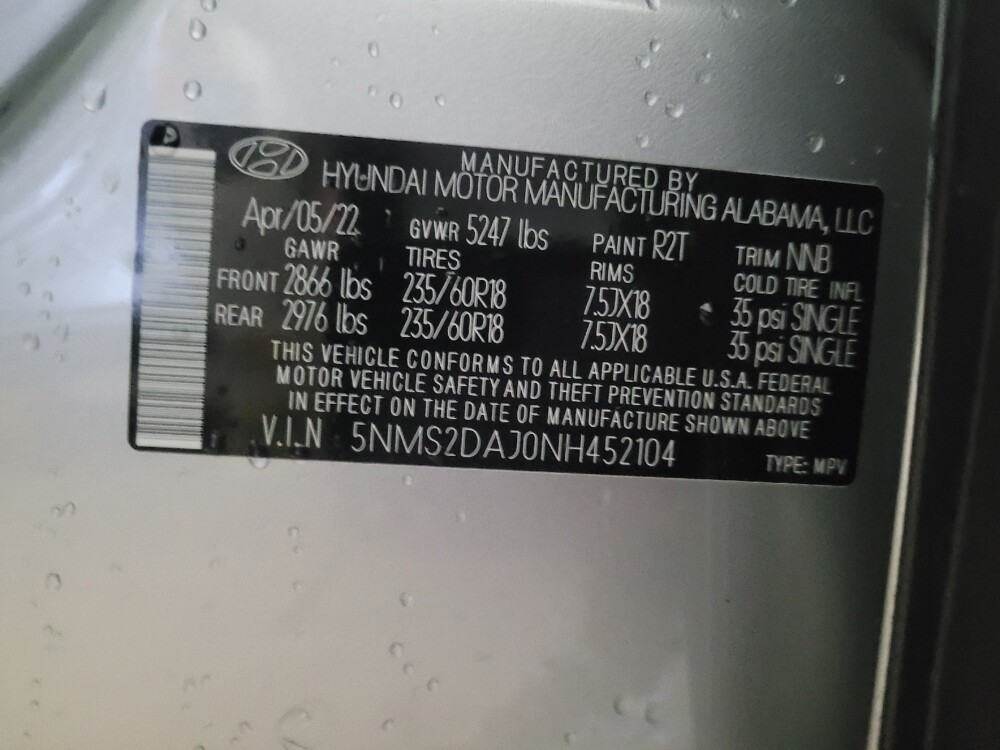 MANUFACTURED BY
HYUNDAI MOTOR MANUFACTURING ALABAMA, LLC
Apr/05/22 GVWR 5247 lbs PAINT R2T TRIM NNB
GAWR TIRES RIMS COLD TIRE INFL
FRONT 2866 lbs 235/60R18 7.5JX18 35 psi SINGLE
REAR 2976 lbs 235/60R18 7.5JX18 35 psi SINGLE
THIS VEHICLE CONFORMS TO ALL APPLICABLE U.S.A. FEDERAL
MOTOR VEHICLE SAFETY AND THEFT PREVENTION STANDARDS
IN EFFECT ON THE DATE OF MANUFACTURE SHOWN ABOVE
V.I.N 5NMS2DAJ0NH452104 TYPE: MPV